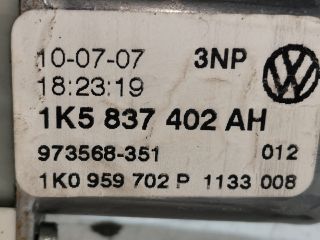 10-07-07 3NP
18:23:19
1K5 837 402 AH
973568-351 012
1K0 959 702 P 1133 008